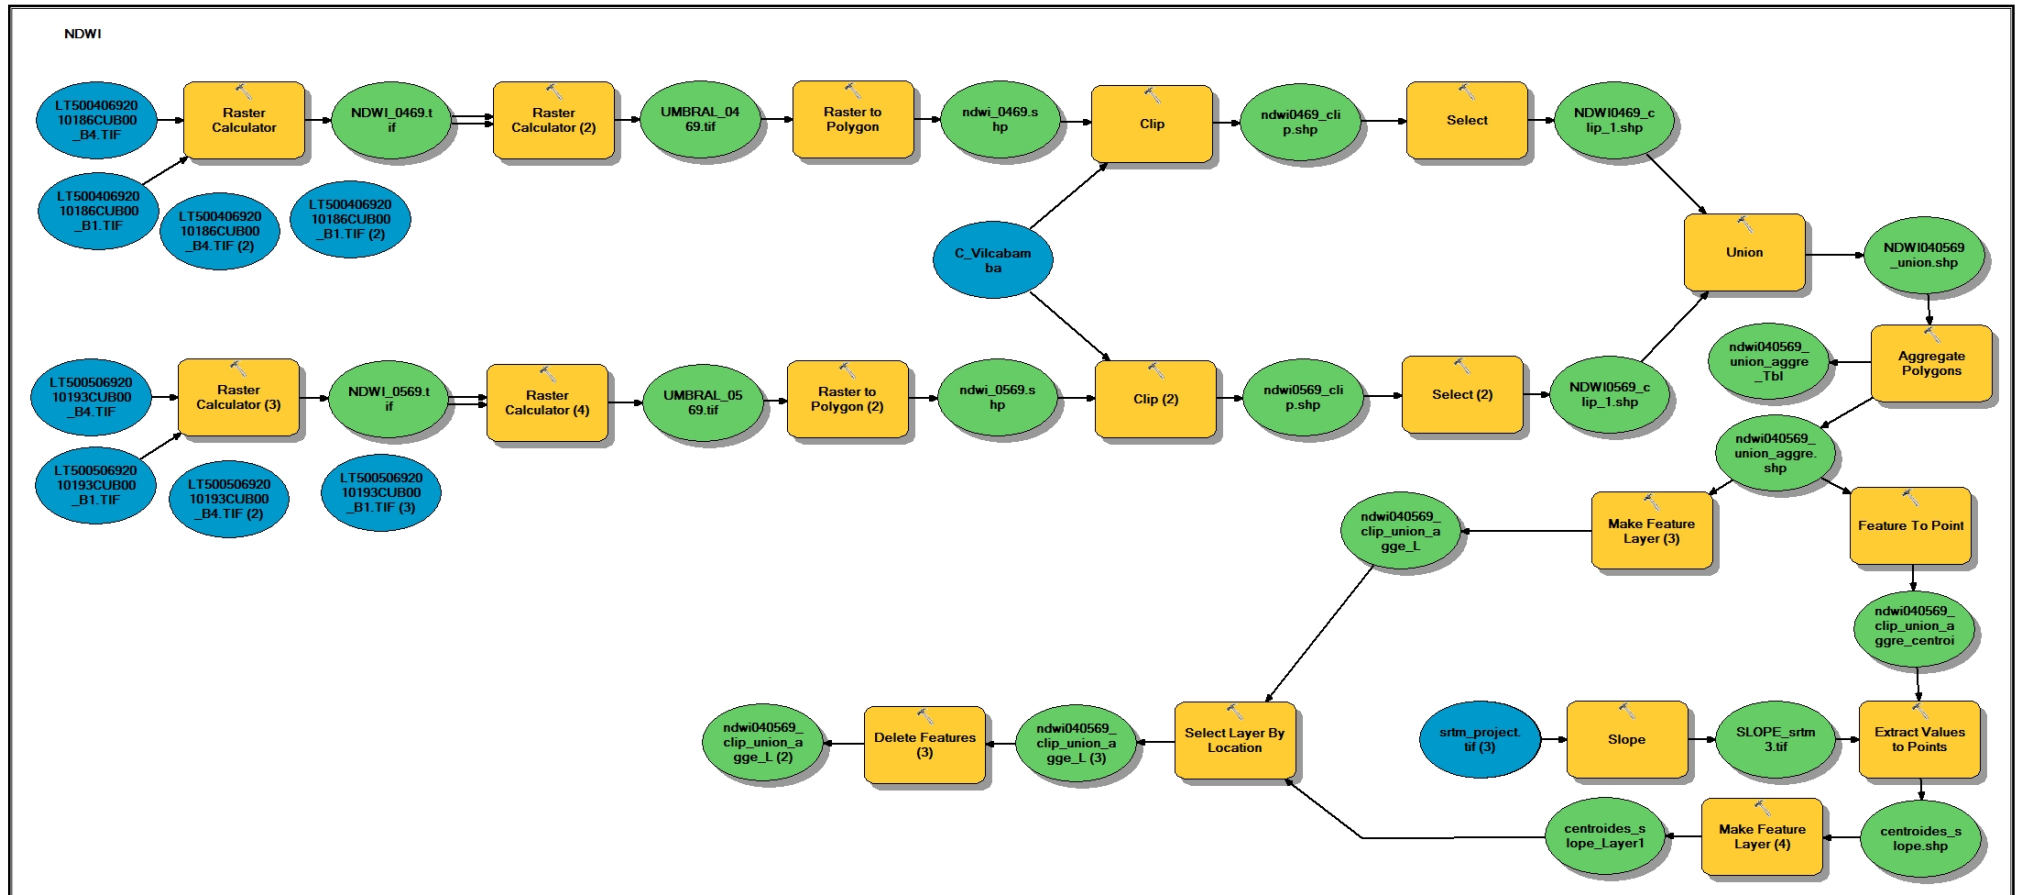 NDWI
LT500406920
10186CUB00
_B4.TIF
Raster
Calculator
NDWI_0469.t
if
Raster
Calculator (2)
UMBRAL_04
69.tif
Raster to
Polygon
ndwi_0469.s
hp
Clip
ndwi0469_cli
p.shp
Select
NDWI0469_c
lip_1.shp
LT500406920
10186CUB00
_B1.TIF
LT500406920
10186CUB00
_B4.TIF (2)
LT500406920
10186CUB00
_B1.TIF (2)
C_Vilcabam
ba
Union
NDWI040569
_union.shp
LT500506920
10193CUB00
_B4.TIF
Raster
Calculator (3)
NDWI_0569.t
if
Raster
Calculator (4)
UMBRAL_05
69.tif
Raster to
Polygon (2)
ndwi_0569.s
hp
Clip (2)
ndwi0569_cli
p.shp
Select (2)
NDWI0569_c
lip_1.shp
ndwi040569_
union_aggre
_Tbl
Aggregate
Polygons
LT500506920
10193CUB00
_B1.TIF
LT500506920
10193CUB00
_B4.TIF (2)
LT500506920
10193CUB00
_B1.TIF (3)
ndwi040569_
union_aggre.
shp
ndwi040569_
clip_union_a
gge_L
Make Feature
Layer (3)
Feature To Point
ndwi040569_
clip_union_a
ggre_centroi
ndwi040569_
clip_union_a
gge_L (2)
Delete Features
(3)
ndwi040569_
clip_union_a
gge_L (3)
Select Layer By
Location
srtm_project.
tif (3)
Slope
SLOPE_srtm
3.tif
Extract Values
to Points
centroides_s
lope_Layer1
Make Feature
Layer (4)
centroides_s
lope.shp